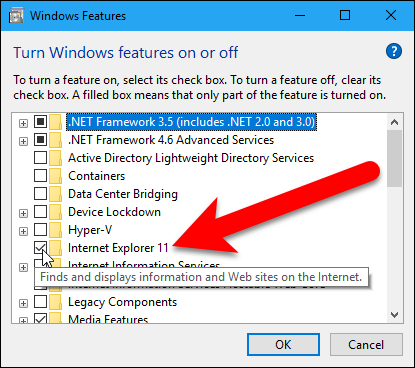 Windows Features
Turn Windows features on or off
To turn a feature on, select its check box. To turn a feature off, clear its
check box. A filled box means that only part of the feature is turned on.
.NET Framework 3.5 (includes .NET 2.0 and 3.0)
.NET Framework 4.6 Advanced Services
Active Directory Lightweight Directory Services
Containers
Data Center Bridging
Device Lockdown
Hyper-V
Internet Explorer 11
Internet Information Services
Finds and displays information and Web sites on the Internet.
Legacy Components
Media Features
OK
Cancel